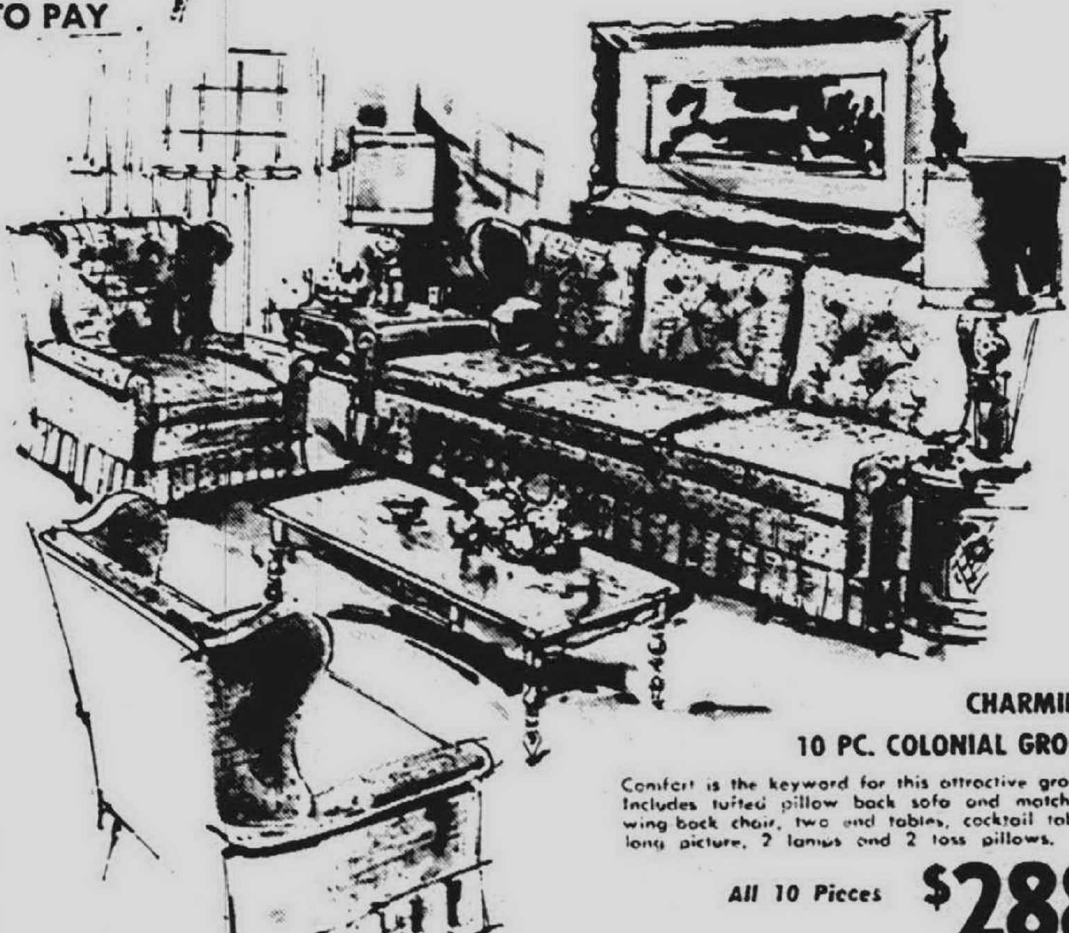 TO PAY
CHARMI
10 PC. COLONIAL GRO
Comfort is the keyword for this attractive gro
Includes tufted pillow back sofa and match
wing back chair, two end tables, cocktail tab
long picture, 2 lamps and 2 toss pillows.
All 10 Pieces $288